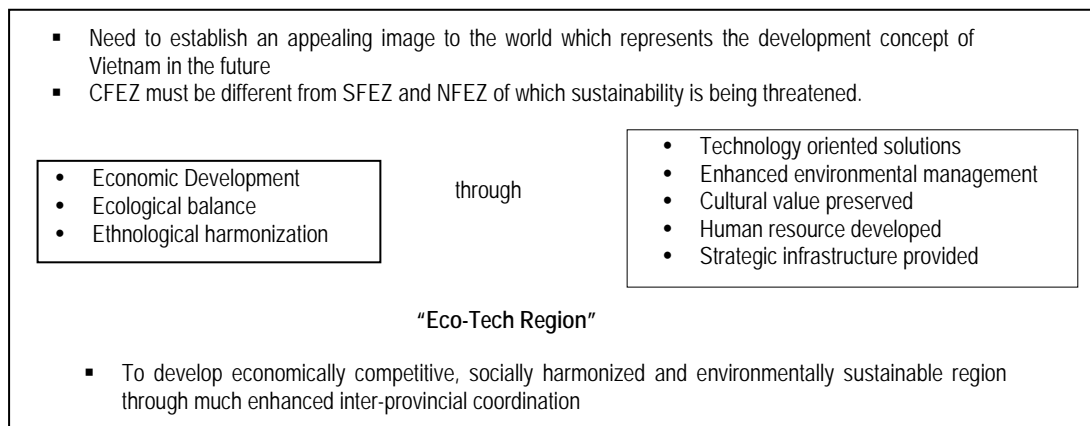 ▪ Need to establish an appealing image to the world which represents the development concept of
Vietnam in the future
▪ CFEZ must be different from SFEZ and NFEZ of which sustainability is being threatened.
• Economic Development
• Ecological balance
• Ethnological harmonization
through
• Technology oriented solutions
• Enhanced environmental management
• Cultural value preserved
• Human resource developed
• Strategic infrastructure provided
“Eco-Tech Region”
▪ To develop economically competitive, socially harmonized and environmentally sustainable region
through much enhanced inter-provincial coordination